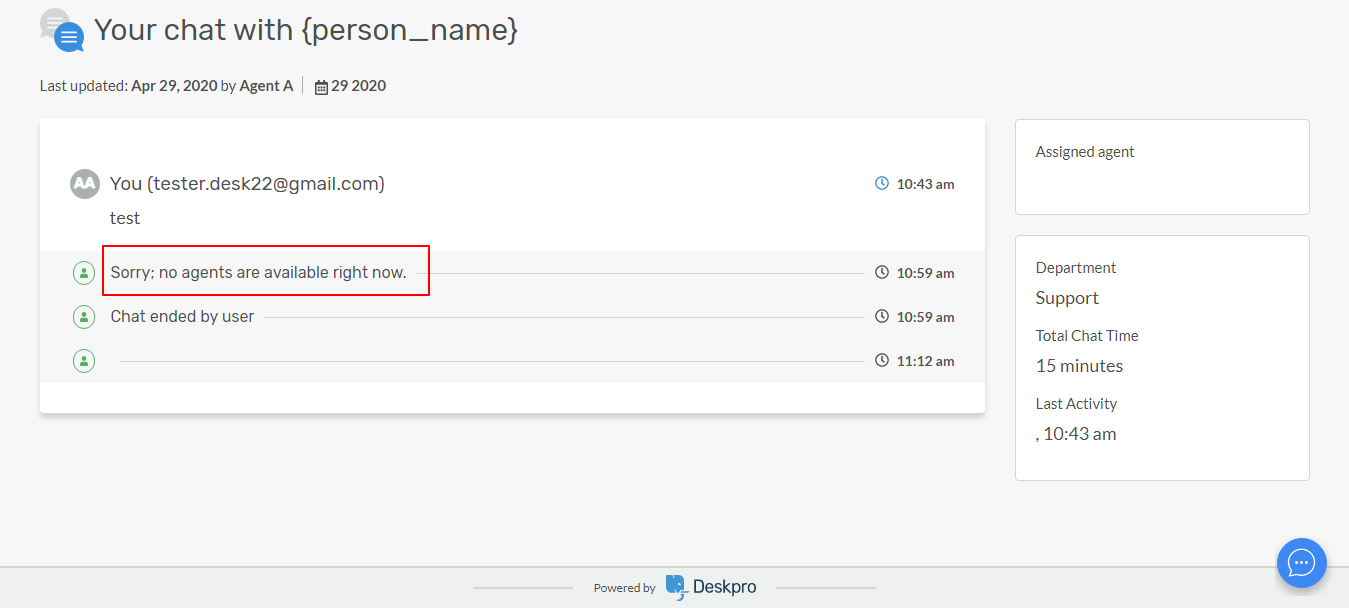 Your chat with {person_name}
Last updated: Apr 29, 2020 by Agent A 29 2020
AA You (tester.desk22@gmail.com) 10:43 am
test
Sorry; no agents are available right now. 10:59 am
Chat ended by user 10:59 am
11:12 am
Assigned agent
Department
Support
Total Chat Time
15 minutes
Last Activity
, 10:43 am
Powered by Deskpro